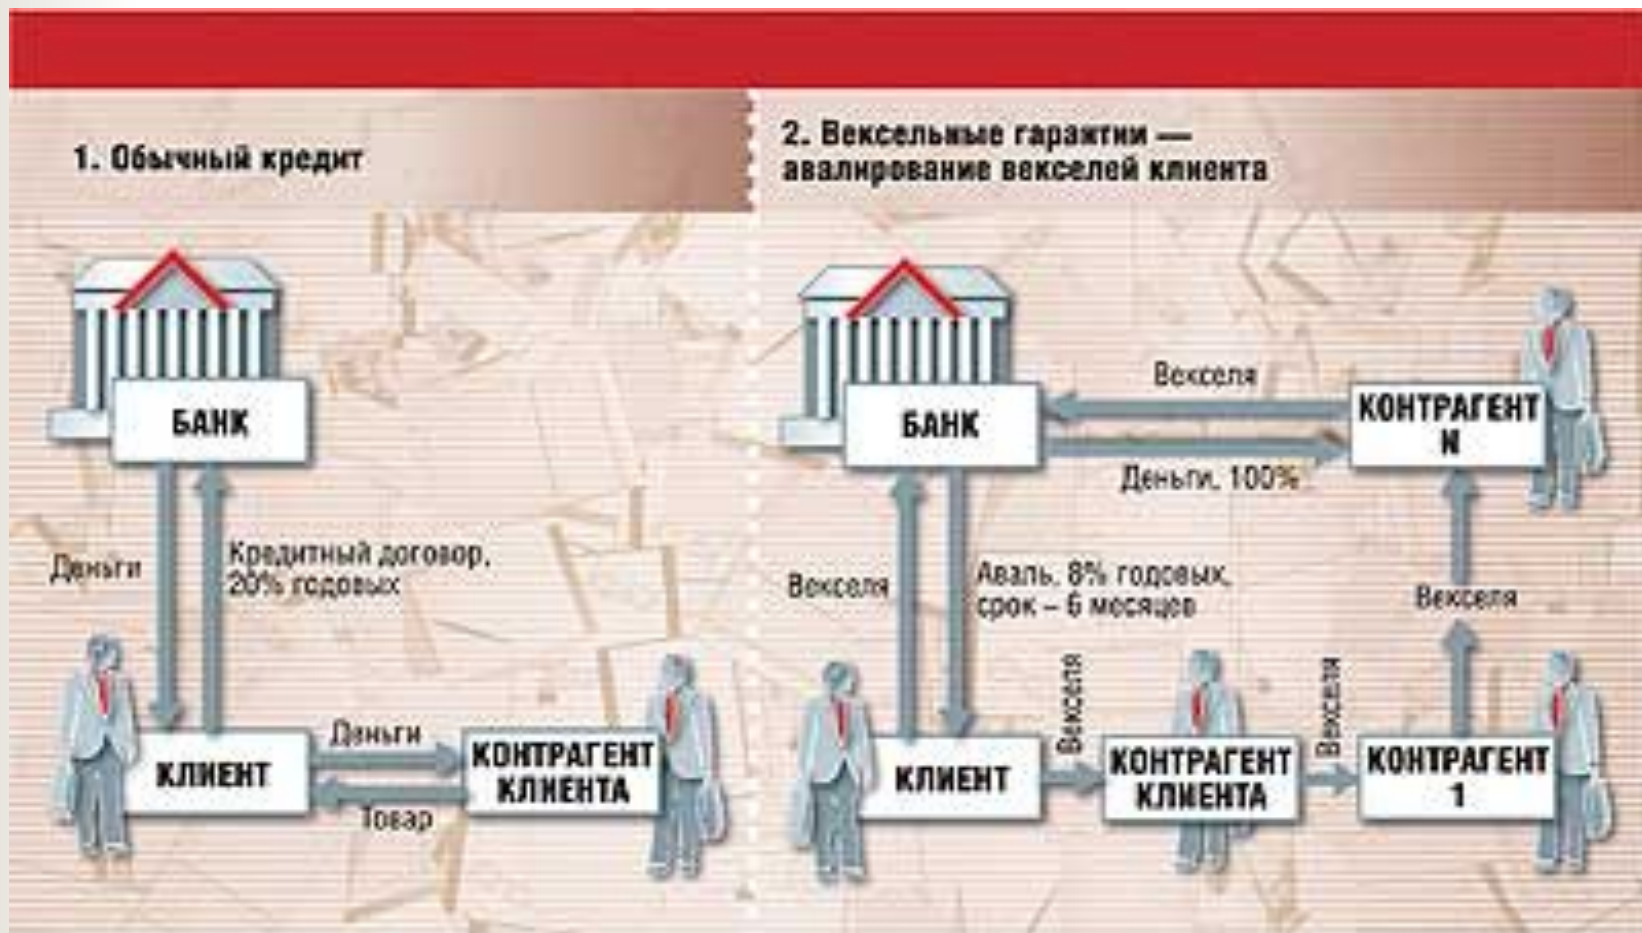 1. Обычный кредит
БАНК
Деньги
Кредитный договор,
20% годовых
КЛИЕНТ
Деньги
Товар
КОНТРАГЕНТ
КЛИЕНТА
2. Вексельные гарантии —
авалирование векселей клиента
БАНК
Векселя
Деньги, 100%
КОНТРАГЕНТ
N
Векселя
Аваль, 8% годовых,
срок – 6 месяцев
Векселя
КЛИЕНТ
Векселя
КОНТРАГЕНТ
КЛИЕНТА
Векселя
КОНТРАГЕНТ
1